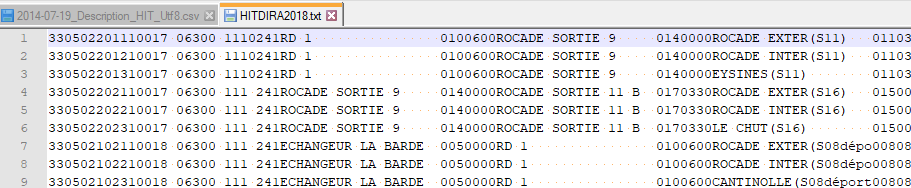 2014-07-19_Description_HIT_Utf8.csv HITDIRA2018.txt
1 330502201110017 06300 1110241RD 1 0100600ROCADE SORTIE 9 0140000ROCADE EXTER(S11) 01103
2 330502201210017 06300 1110241RD 1 0100600ROCADE SORTIE 9 0140000ROCADE INTER(S11) 01103
3 330502201310017 06300 1110241RD 1 0100600ROCADE SORTIE 9 0140000EYSINES(S11) 01103
4 330502202110017 06300 111 241ROCADE SORTIE 9 0140000ROCADE SORTIE 11 B 0170330ROCADE EXTER(S16) 01500
5 330502202210017 06300 111 241ROCADE SORTIE 9 0140000ROCADE SORTIE 11 B 0170330ROCADE INTER(S16) 01500
6 330502202310017 06300 111 241ROCADE SORTIE 9 0140000ROCADE SORTIE 11 B 0170330LE CHUT(S16) 01500
7 330502102110018 06300 111 241ECHANGEUR LA BARDE 0050000RD 1 0100600ROCADE EXTER(S08dépo00808
8 330502102210018 06300 111 241ECHANGEUR LA BARDE 0050000RD 1 0100600ROCADE INTER(S08dépo00808
9 330502102310018 06300 111 241ECHANGEUR LA BARDE 0050000RD 1 0100600CANTINOLLE(S08déport00808